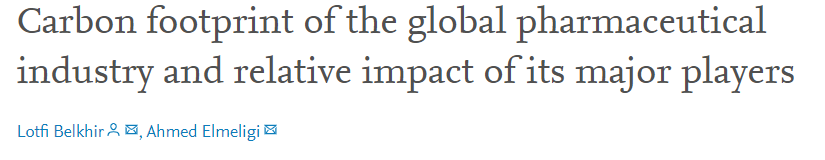 Carbon footprint of the global pharmaceutical
industry and relative impact of its major players
Lotfi Belkhir, Ahmed Elmeligi